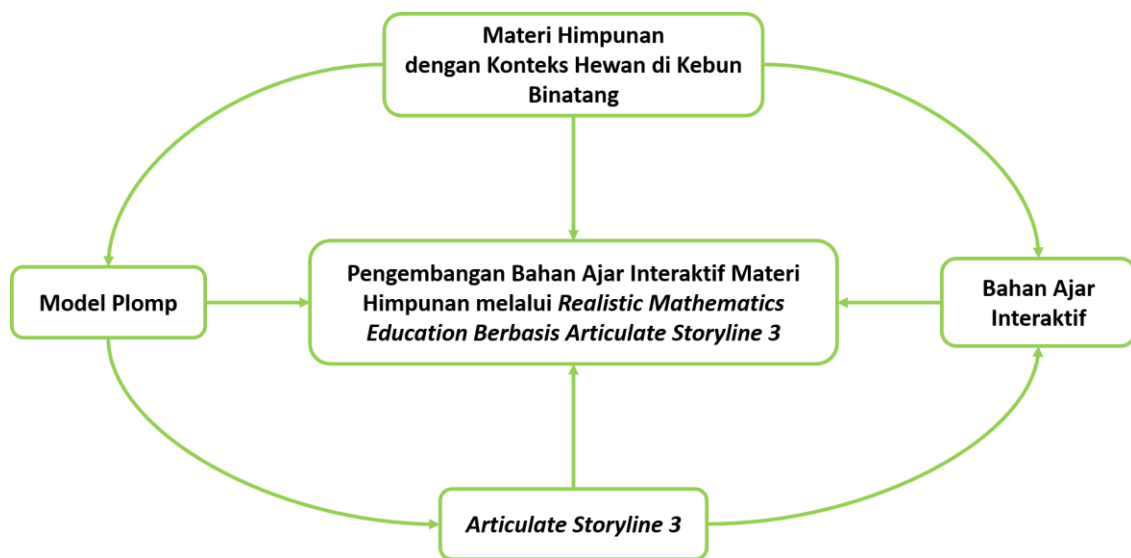 Materi Himpunan
dengan Konteks Hewan di Kebun
Binatang
Model Plomp
Pengembangan Bahan Ajar Interaktif Materi
Himpunan melalui Realistic Mathematics
Education Berbasis Articulate Storyline 3
Bahan Ajar
Interaktif
Articulate Storyline 3